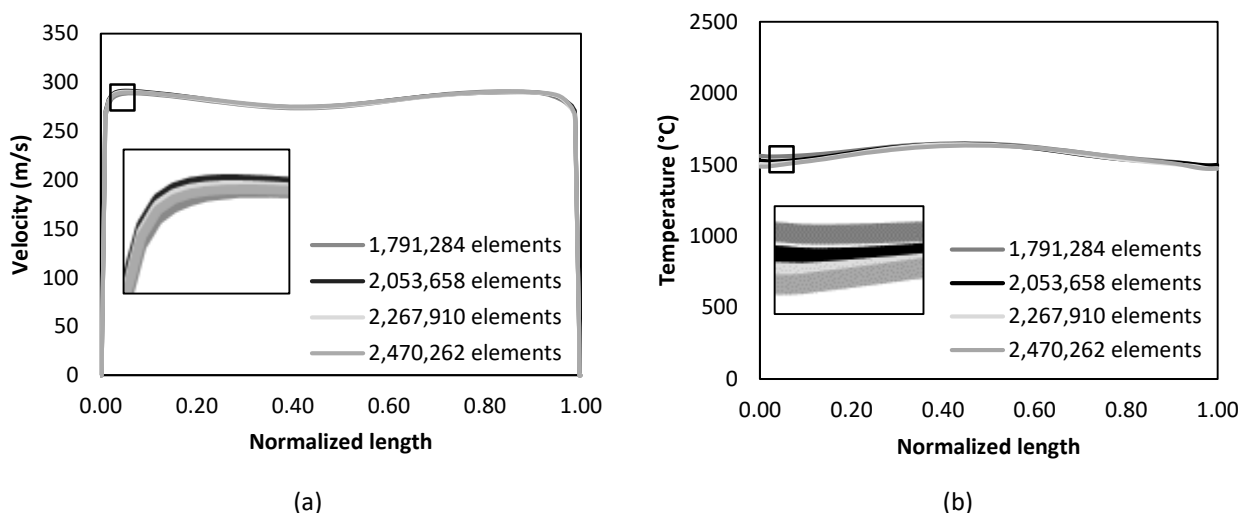 350
300
250
200
150
100
50
0
Velocity (m/s)
1,791,284 elements
2,053,658 elements
2,267,910 elements
2,470,262 elements
0.00 0.20 0.40 0.60 0.80 1.00
Normalized length
(a)
2500
2000
1500
1000
500
0
Temperature (°C)
1,791,284 elements
2,053,658 elements
2,267,910 elements
2,470,262 elements
0.00 0.20 0.40 0.60 0.80 1.00
Normalized length
(b)